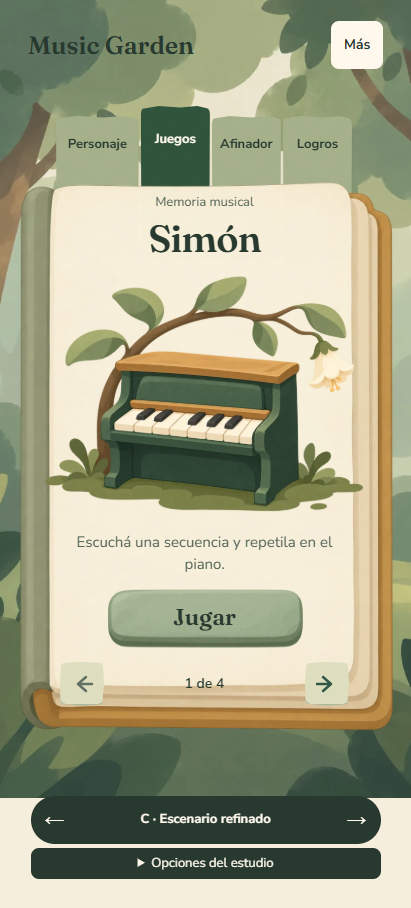 Music Garden
Más
Personaje
Juegos
Afinador
Logros
Memoria musical
Simón
Escuchá una secuencia y repetila en el
piano.
Jugar
← 1 de 4 →
← C · Escenario refinado →
▶ Opciones del estudio